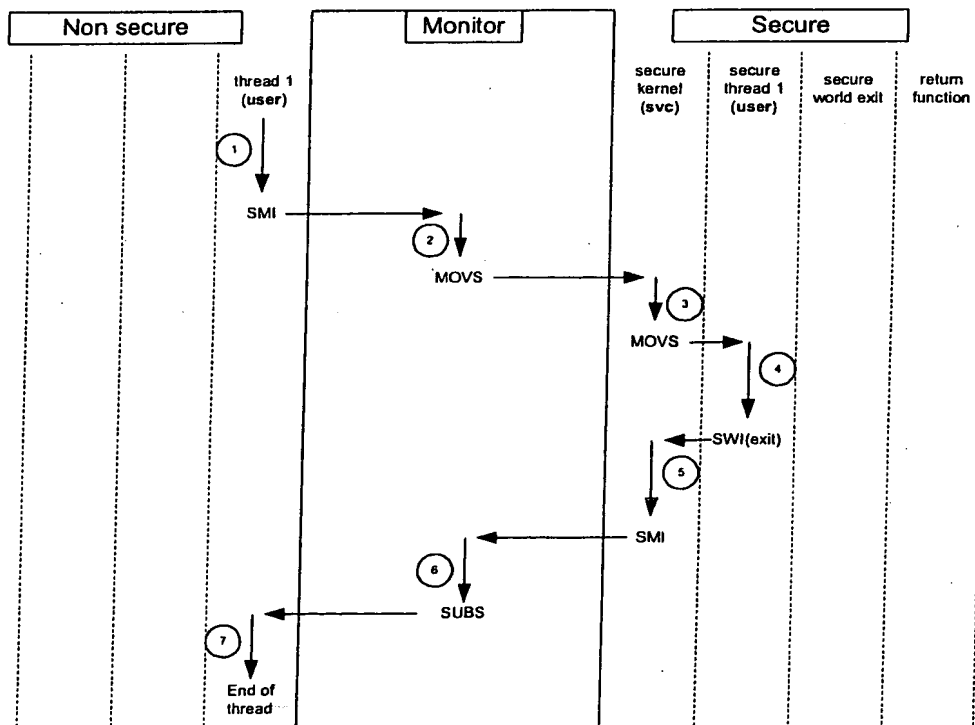 Non secure
Monitor
Secure
thread 1
(user)
secure
kernel
(svc)
secure
thread 1
(user)
secure
world exit
return
function
1
SMI
2
MOVS
3
MOVS
4
SWI(exit)
5
SMI
6
SUBS
7
End of
thread